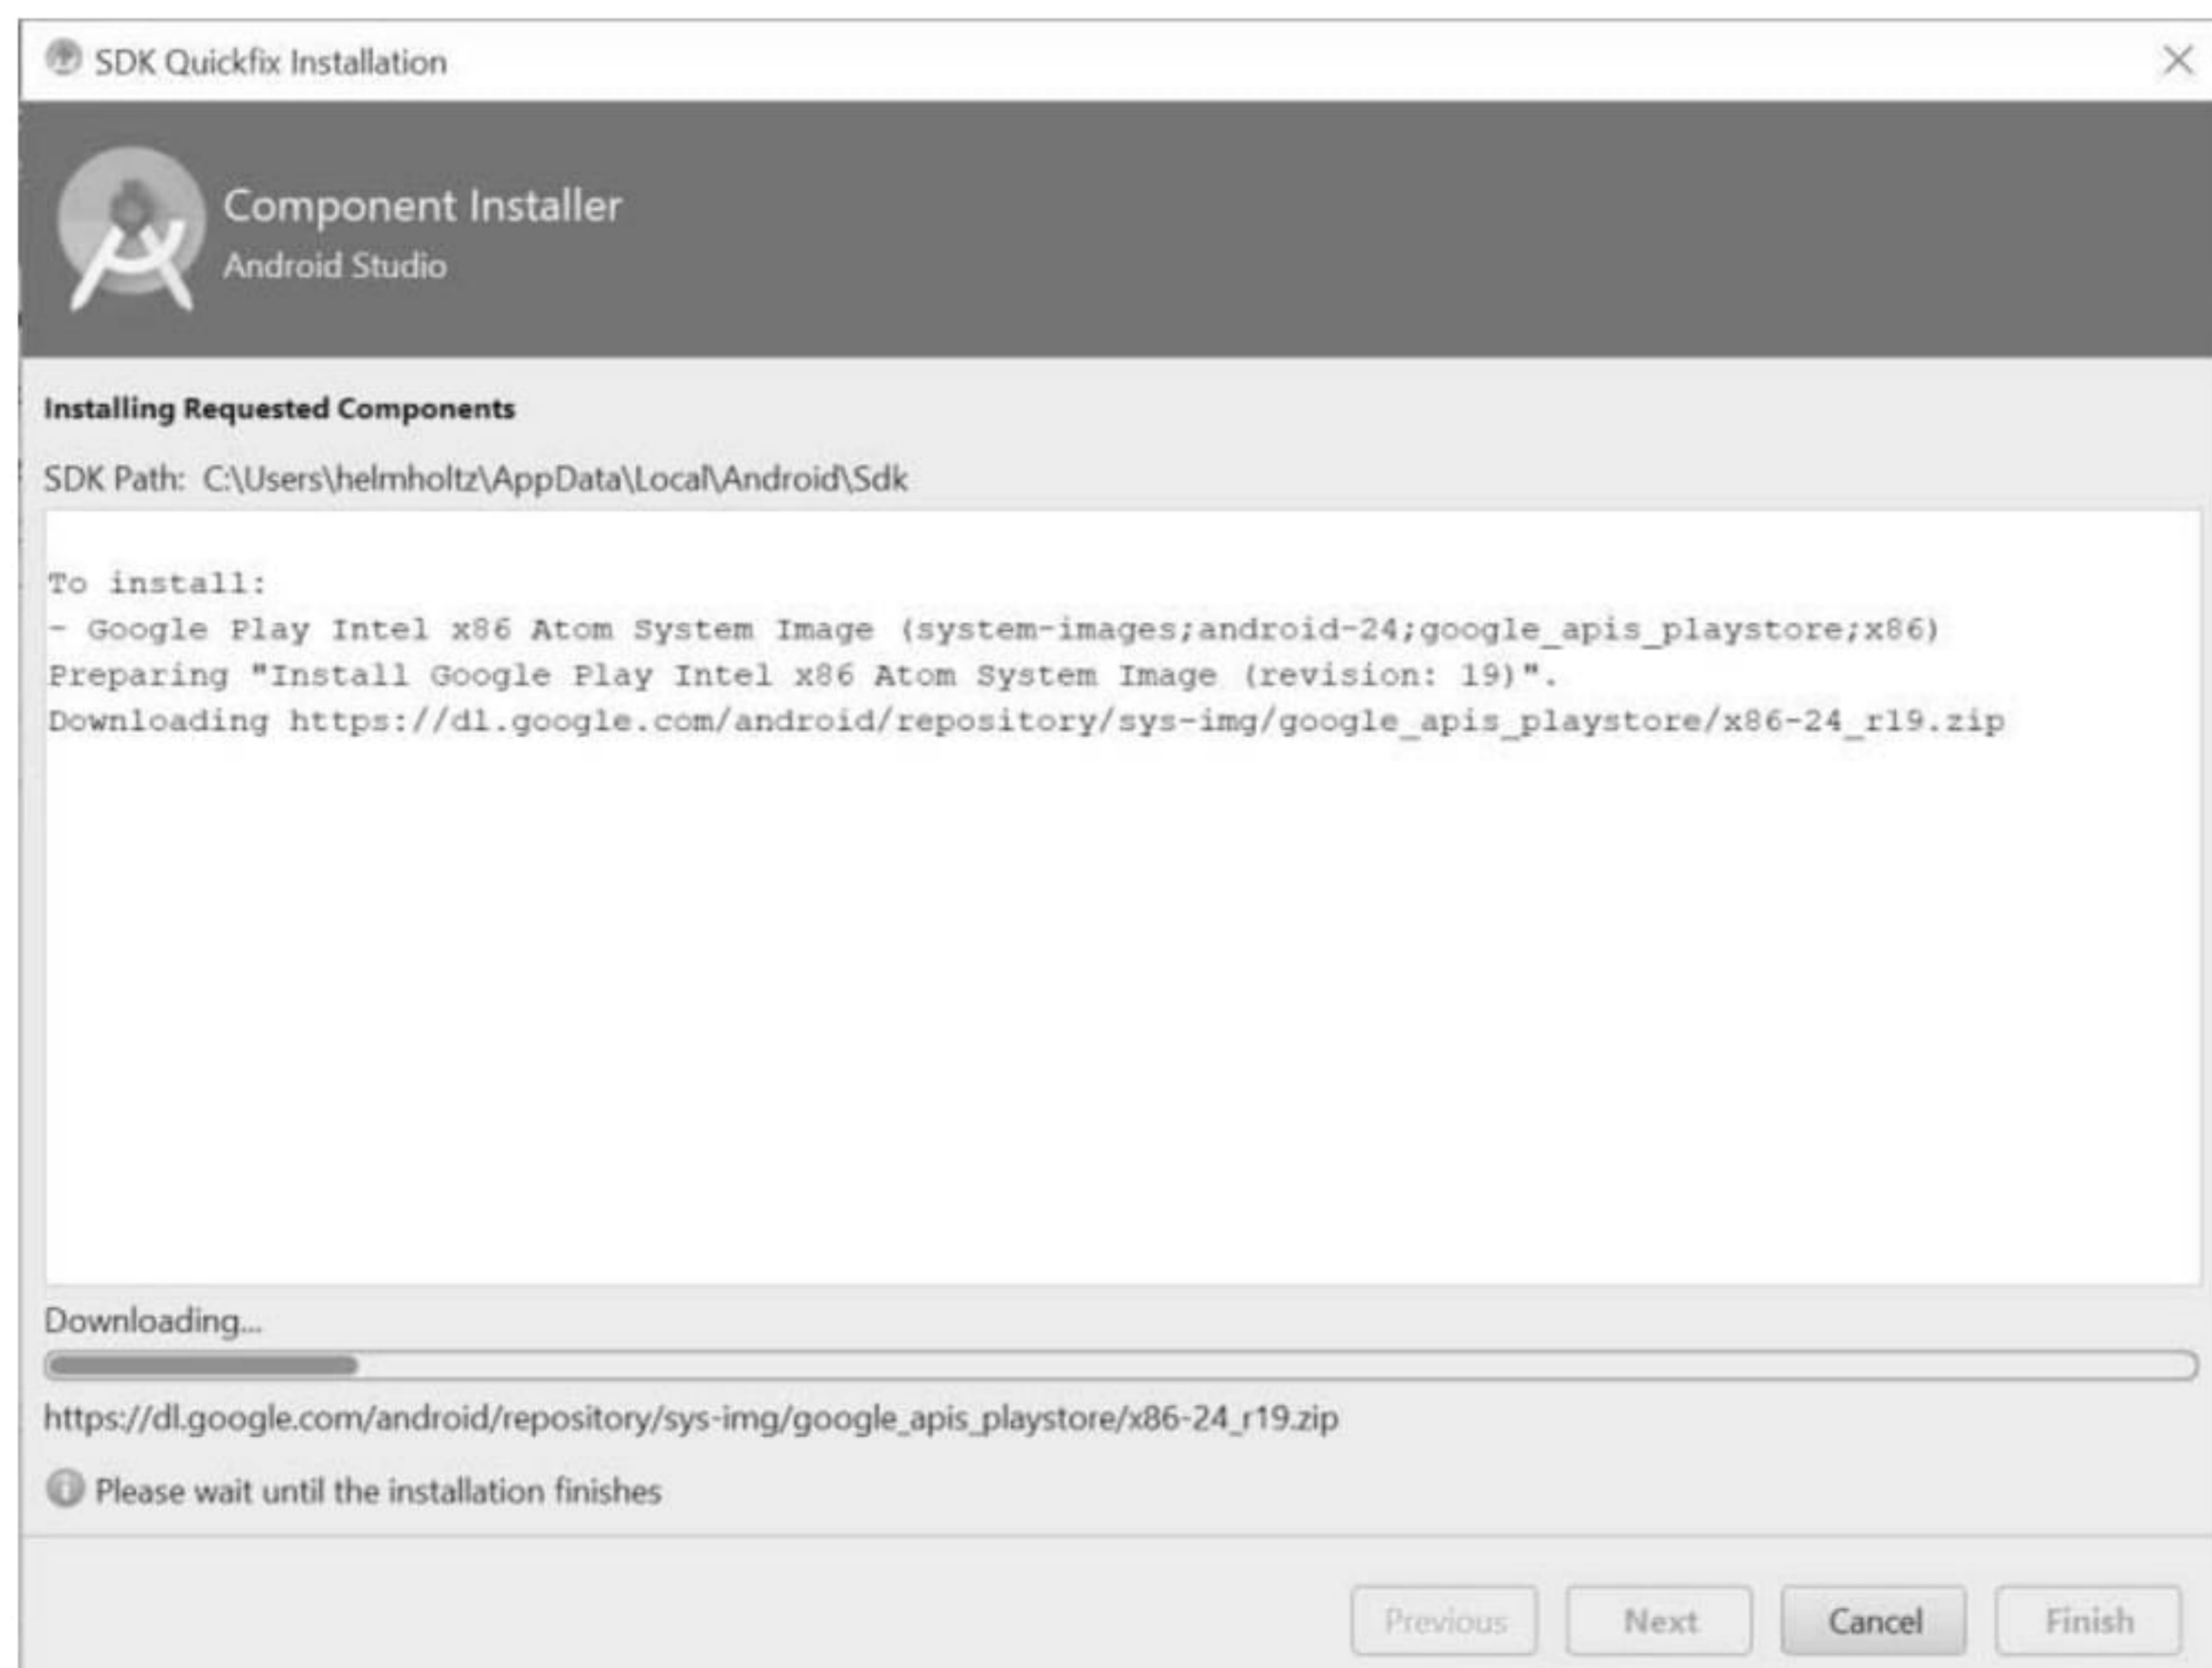 SDK Quickfix Installation
Component Installer
Android Studio
Installing Requested Components
SDK Path: C:\Users\helmholtz\AppData\Local\Android\Sdk
To install:
- Google Play Intel x86 Atom System Image (system-images;android-24;google_apis_playstore;x86)
Preparing "Install Google Play Intel x86 Atom System Image (revision: 19)".
Downloading https://dl.google.com/android/repository/sys-img/google_apis_playstore/x86-24_r19.zip
Downloading...
https://dl.google.com/android/repository/sys-img/google_apis_playstore/x86-24_r19.zip
Please wait until the installation finishes
Previous Next Cancel Finish